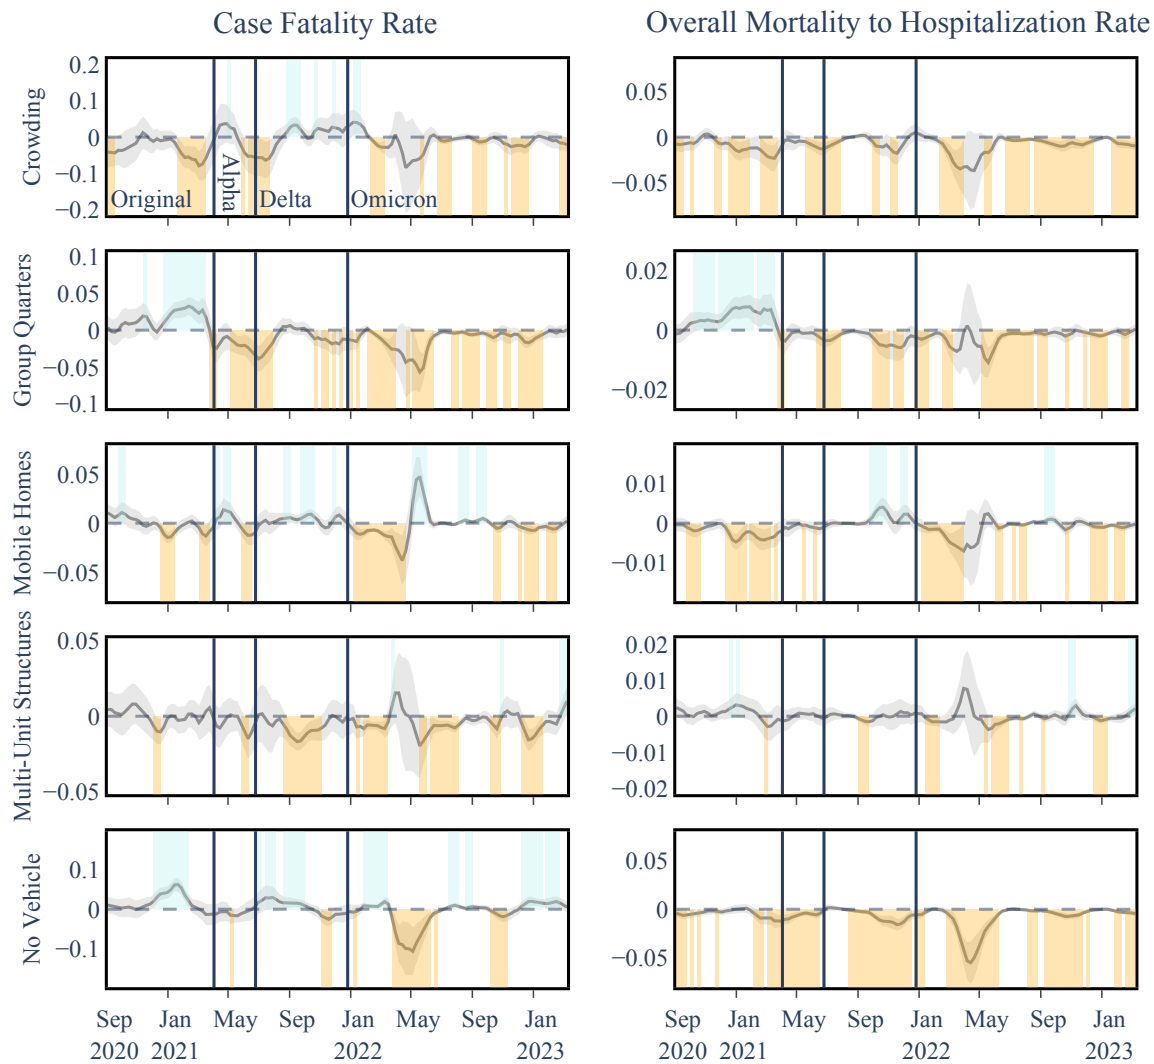 Case Fatality Rate
Overall Mortality to Hospitalization Rate
Crowding
0.2
0.1
0
−0.1
−0.2
Original
Alpha
Delta
Omicron
0.05
0
−0.05
Group Quarters
0.1
0.05
0
−0.05
−0.1
0.02
0
−0.02
Mobile Homes
0.05
0
−0.05
0.01
0
−0.01
Multi-Unit Structures
0.05
0
−0.05
0.02
0.01
0
−0.01
−0.02
No Vehicle
0.1
0
−0.1
0.05
0
−0.05
Sep Jan May Sep Jan May Sep Jan
2020 2021 2022 2023
Sep Jan May Sep Jan May Sep Jan
2020 2021 2022 2023